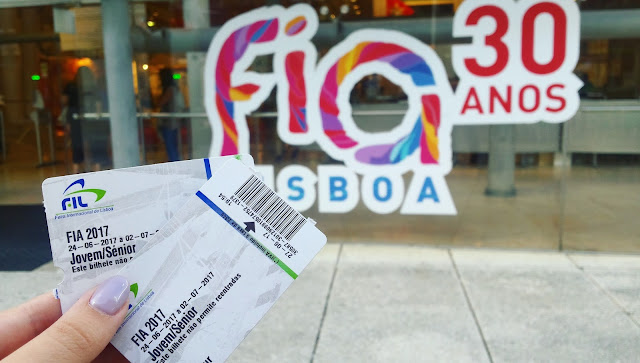 fia
LISBOA
30
ANOS
FIL
Feira Internacional de Lisboa
FIA 2017
24-06-2017 a 02-07-2017
Jovem/Sénior
Este bilhete não
FIA 2017
24-06-2017 a 02-07-2017
Jovem/Sénior
Este bilhete não permite reentradas